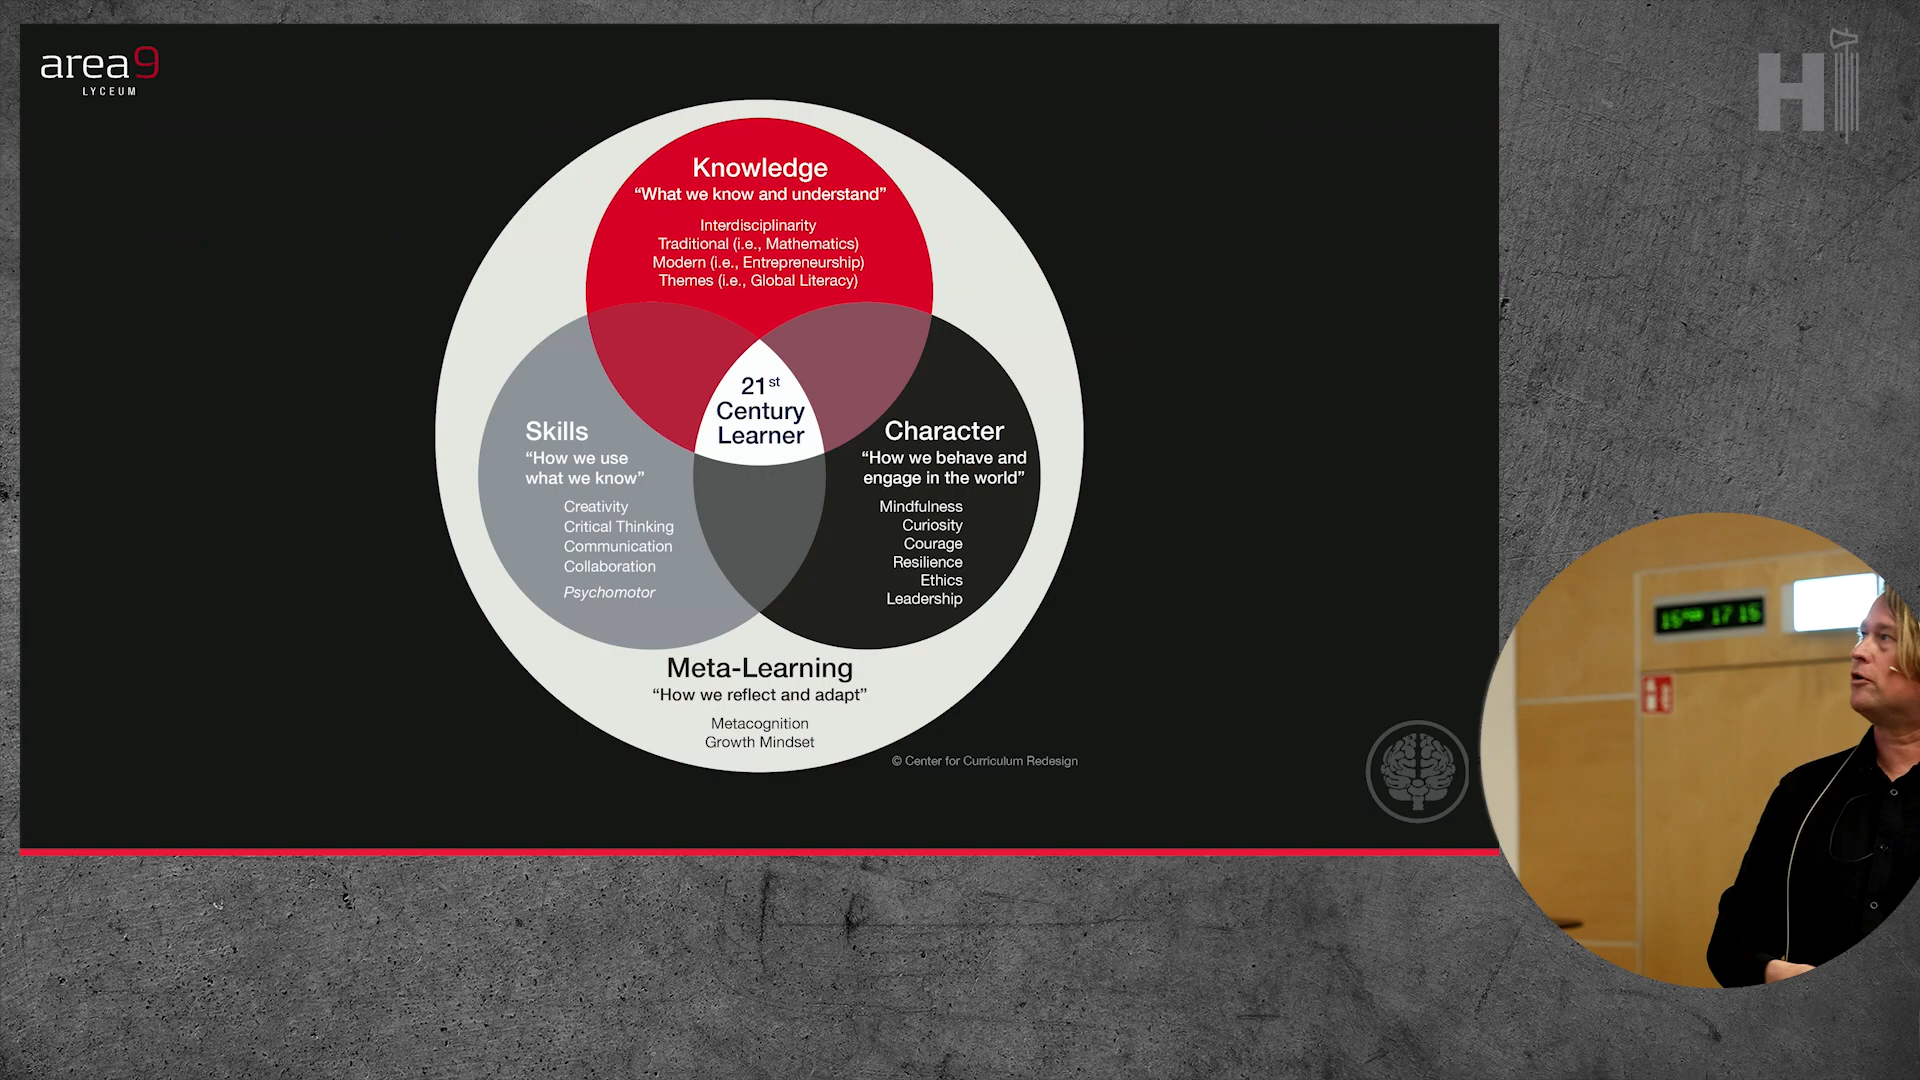 area9
LYCEUM
H
Knowledge
“What we know and understand”
Interdisciplinarity
Traditional (i.e., Mathematics)
Modern (i.e., Entrepreneurship)
Themes (i.e., Global Literacy)
21st
Century
Learner
Skills
“How we use
what we know”
Creativity
Critical Thinking
Communication
Collaboration
Psychomotor
Character
“How we behave and
engage in the world”
Mindfulness
Curiosity
Courage
Resilience
Ethics
Leadership
Meta-Learning
“How we reflect and adapt”
Metacognition
Growth Mindset
© Center for Curriculum Redesign